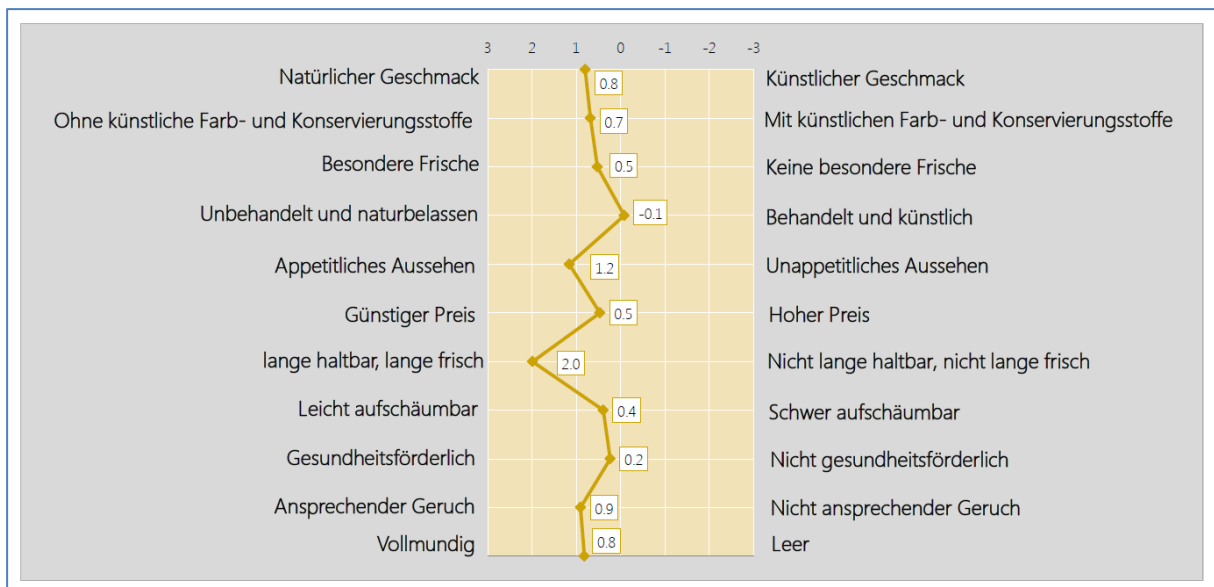 3 2 1 0 -1 -2 -3
Natürlicher Geschmack 0.8 Künstlicher Geschmack
Ohne künstliche Farb- und Konservierungsstoffe 0.7 Mit künstlichen Farb- und Konservierungsstoffe
Besondere Frische 0.5 Keine besondere Frische
Unbehandelt und naturbelassen -0.1 Behandelt und künstlich
Appetitliches Aussehen 1.2 Unappetitliches Aussehen
Günstiger Preis 0.5 Hoher Preis
lange haltbar, lange frisch 2.0 Nicht lange haltbar, nicht lange frisch
Leicht aufschäumbar 0.4 Schwer aufschäumbar
Gesundheitsförderlich 0.2 Nicht gesundheitsförderlich
Ansprechender Geruch 0.9 Nicht ansprechender Geruch
Vollmundig 0.8 Leer